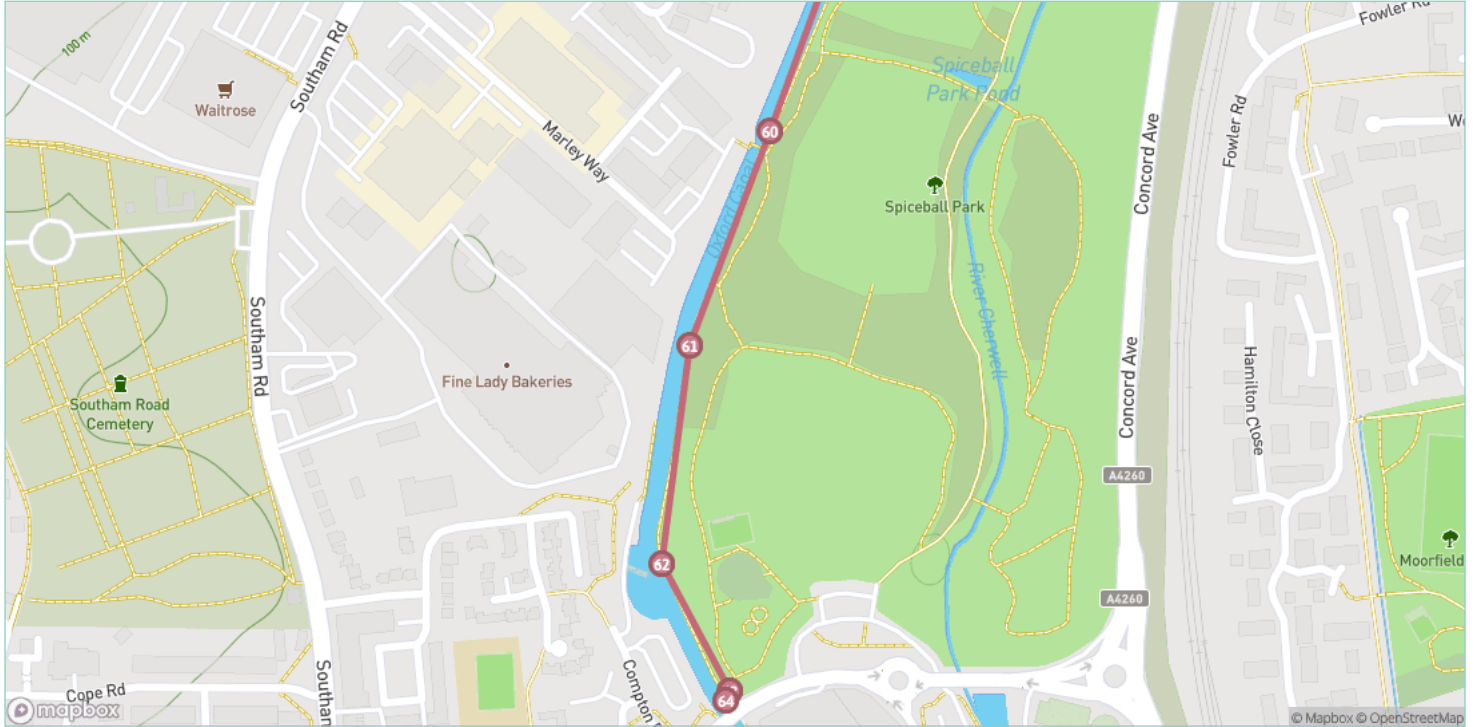 100 m
Southam Rd
Waitrose
Marley Way
60
Oxford Canal
Spiceball
Park Pond
Spiceball Park
Concord Ave
Fowler Rd
Fowler Rd
River Cherwell
61
Fine Lady Bakeries
Southam Rd
Southam Road
Cemetery
Concord Ave
Hamilton Close
A4260
62
Moorfield
A4260
Southam
Cope Rd
Compton
64
mapbox
© Mapbox © OpenStreetMap